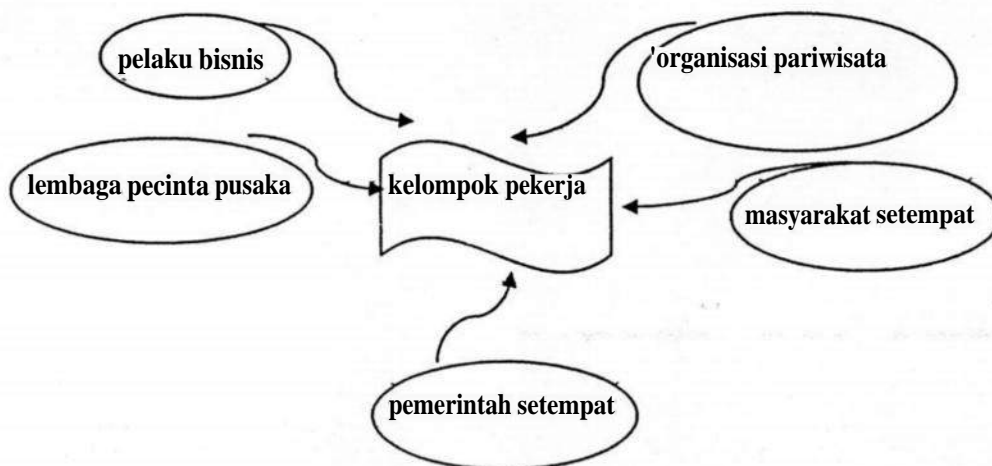 pelaku bisnis
'organisasi pariwisata
lembaga pecinta pusaka
kelompok pekerja
masyarakat setempat
pemerintah setempat